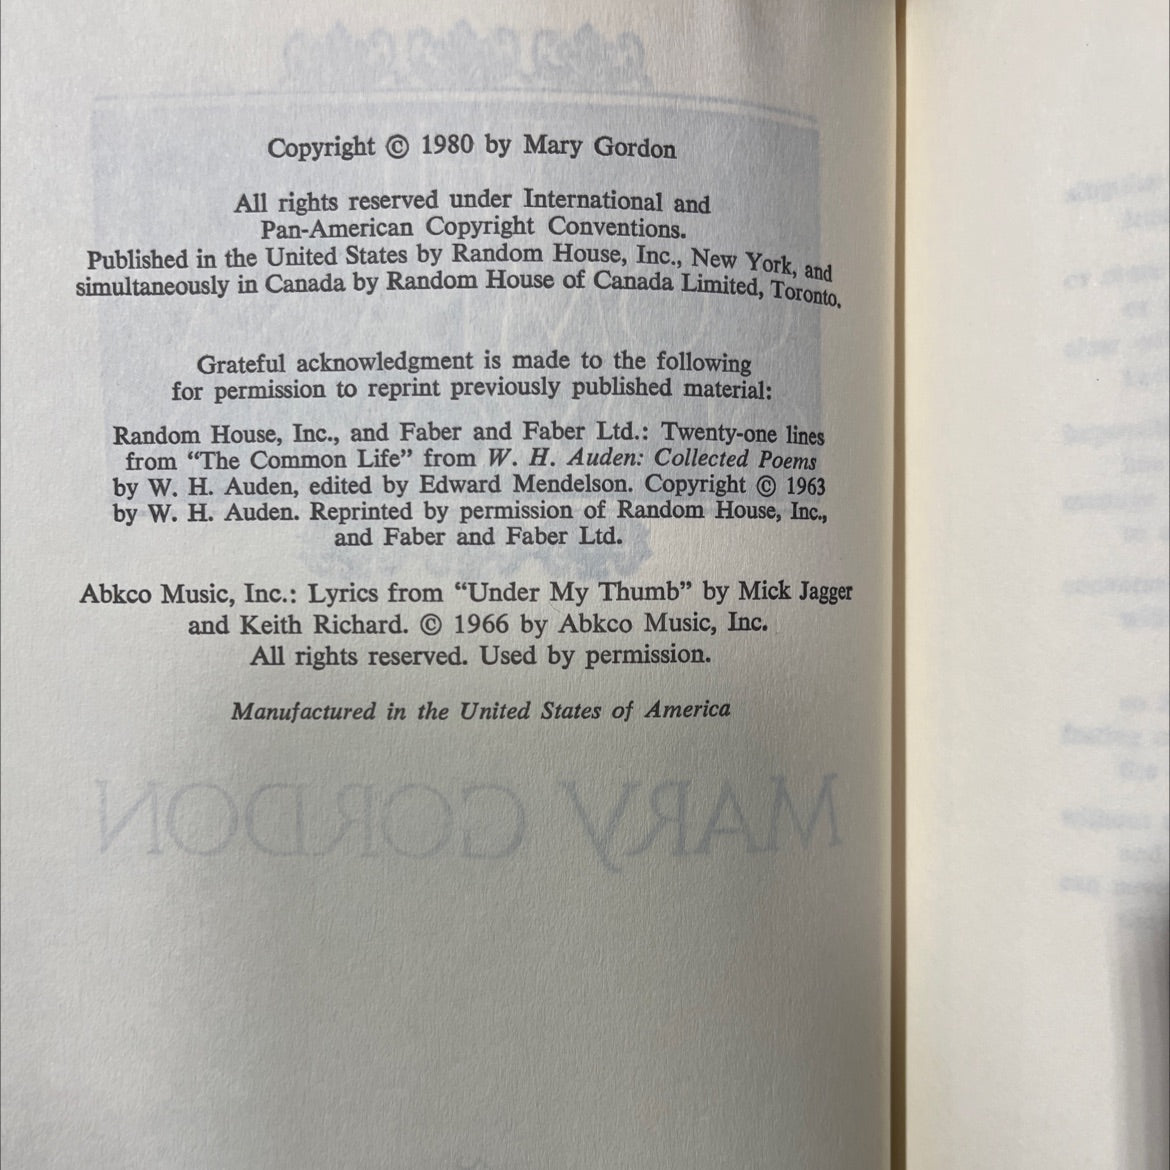 Copyright © 1980 by Mary Gordon
All rights reserved under International and
Pan-American Copyright Conventions.
Published in the United States by Random House, Inc., New York, and
simultaneously in Canada by Random House of Canada Limited, Toronto.
Grateful acknowledgment is made to the following
for permission to reprint previously published material:
Random House, Inc., and Faber and Faber Ltd.: Twenty-one lines
from “The Common Life” from W. H. Auden: Collected Poems
by W. H. Auden, edited by Edward Mendelson. Copyright © 1963
by W. H. Auden. Reprinted by permission of Random House, Inc.,
and Faber and Faber Ltd.
Abkco Music, Inc.: Lyrics from “Under My Thumb” by Mick Jagger
and Keith Richard. © 1966 by Abkco Music, Inc.
All rights reserved. Used by permission.
Manufactured in the United States of America
MARY GORDON